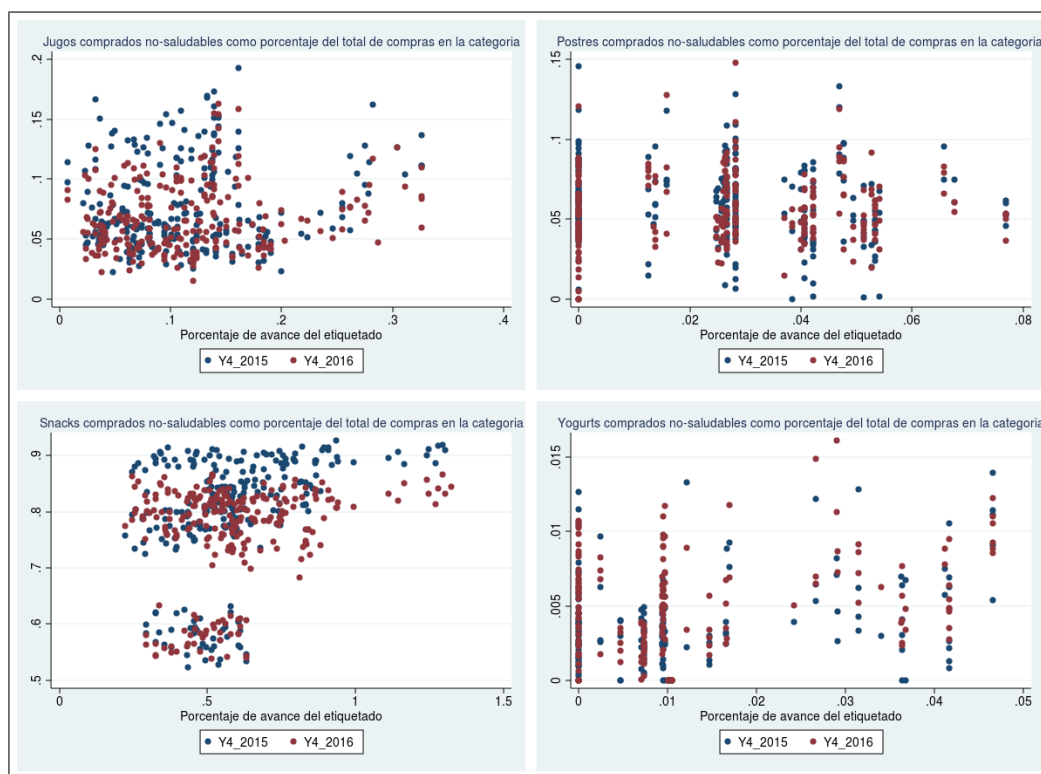 Jugos comprados no-saludables como porcentaje del total de compras en la categoria
.2
.15
.1
.05
0
0 .1 .2 .3 .4
Porcentaje de avance del etiquetado
Y4_2015 Y4_2016
Postres comprados no-saludables como porcentaje del total de compras en la categoria
.15
.1
.05
0
0 .02 .04 .06 .08
Porcentaje de avance del etiquetado
Y4_2015 Y4_2016
Snacks comprados no-saludables como porcentaje del total de compras en la categoria
.9
.8
.7
.6
.5
0 .5 1 1.5
Porcentaje de avance del etiquetado
Y4_2015 Y4_2016
Yogurts comprados no-saludables como porcentaje del total de compras en la categoria
.015
.01
.005
0
0 .01 .02 .03 .04 .05
Porcentaje de avance del etiquetado
Y4_2015 Y4_2016